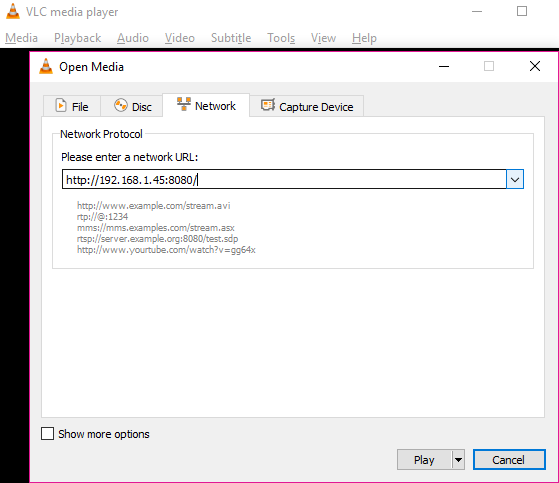 VLC media player
Media Playback Audio Video Subtitle Tools View Help
Open Media
File Disc Network Capture Device
Network Protocol
Please enter a network URL:
http://192.168.1.45:8080/
http://www.example.com/stream.avi
rtp://@:1234
mms://mms.examples.com/stream.asx
rtsp://server.example.org:8080/test.sdp
http://www.youtube.com/watch?v=gg64x
Show more options
Play Cancel